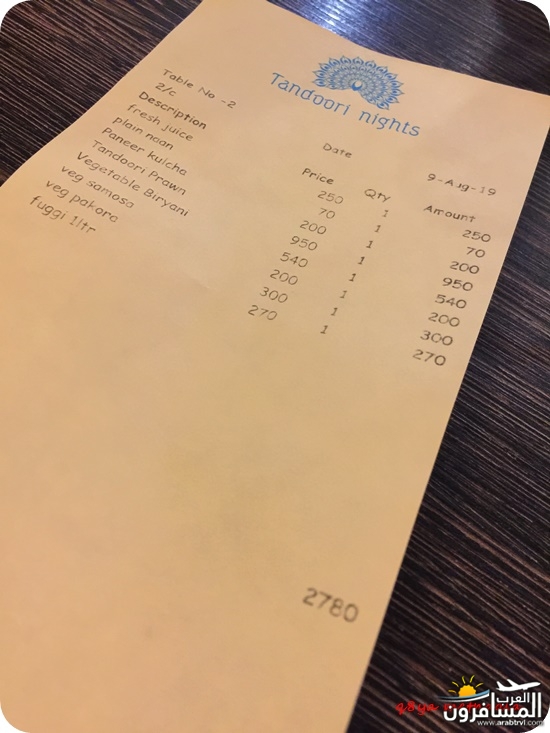 Tandoori nights
Table No -2
2/c
Date 9-Aug-19
Description Price Qty Amount
fresh juice 250 1 250
plain naan 70 1 70
Paneer kulcha 200 1 200
Tandoori Prawn 950 1 950
Vegetable Biryani 540 1 540
veg samosa 200 1 200
veg pakora 300 1 300
fuggi 1ltr 270 1 270
2780
العرب
المسافرون
www.arabtrvl.com